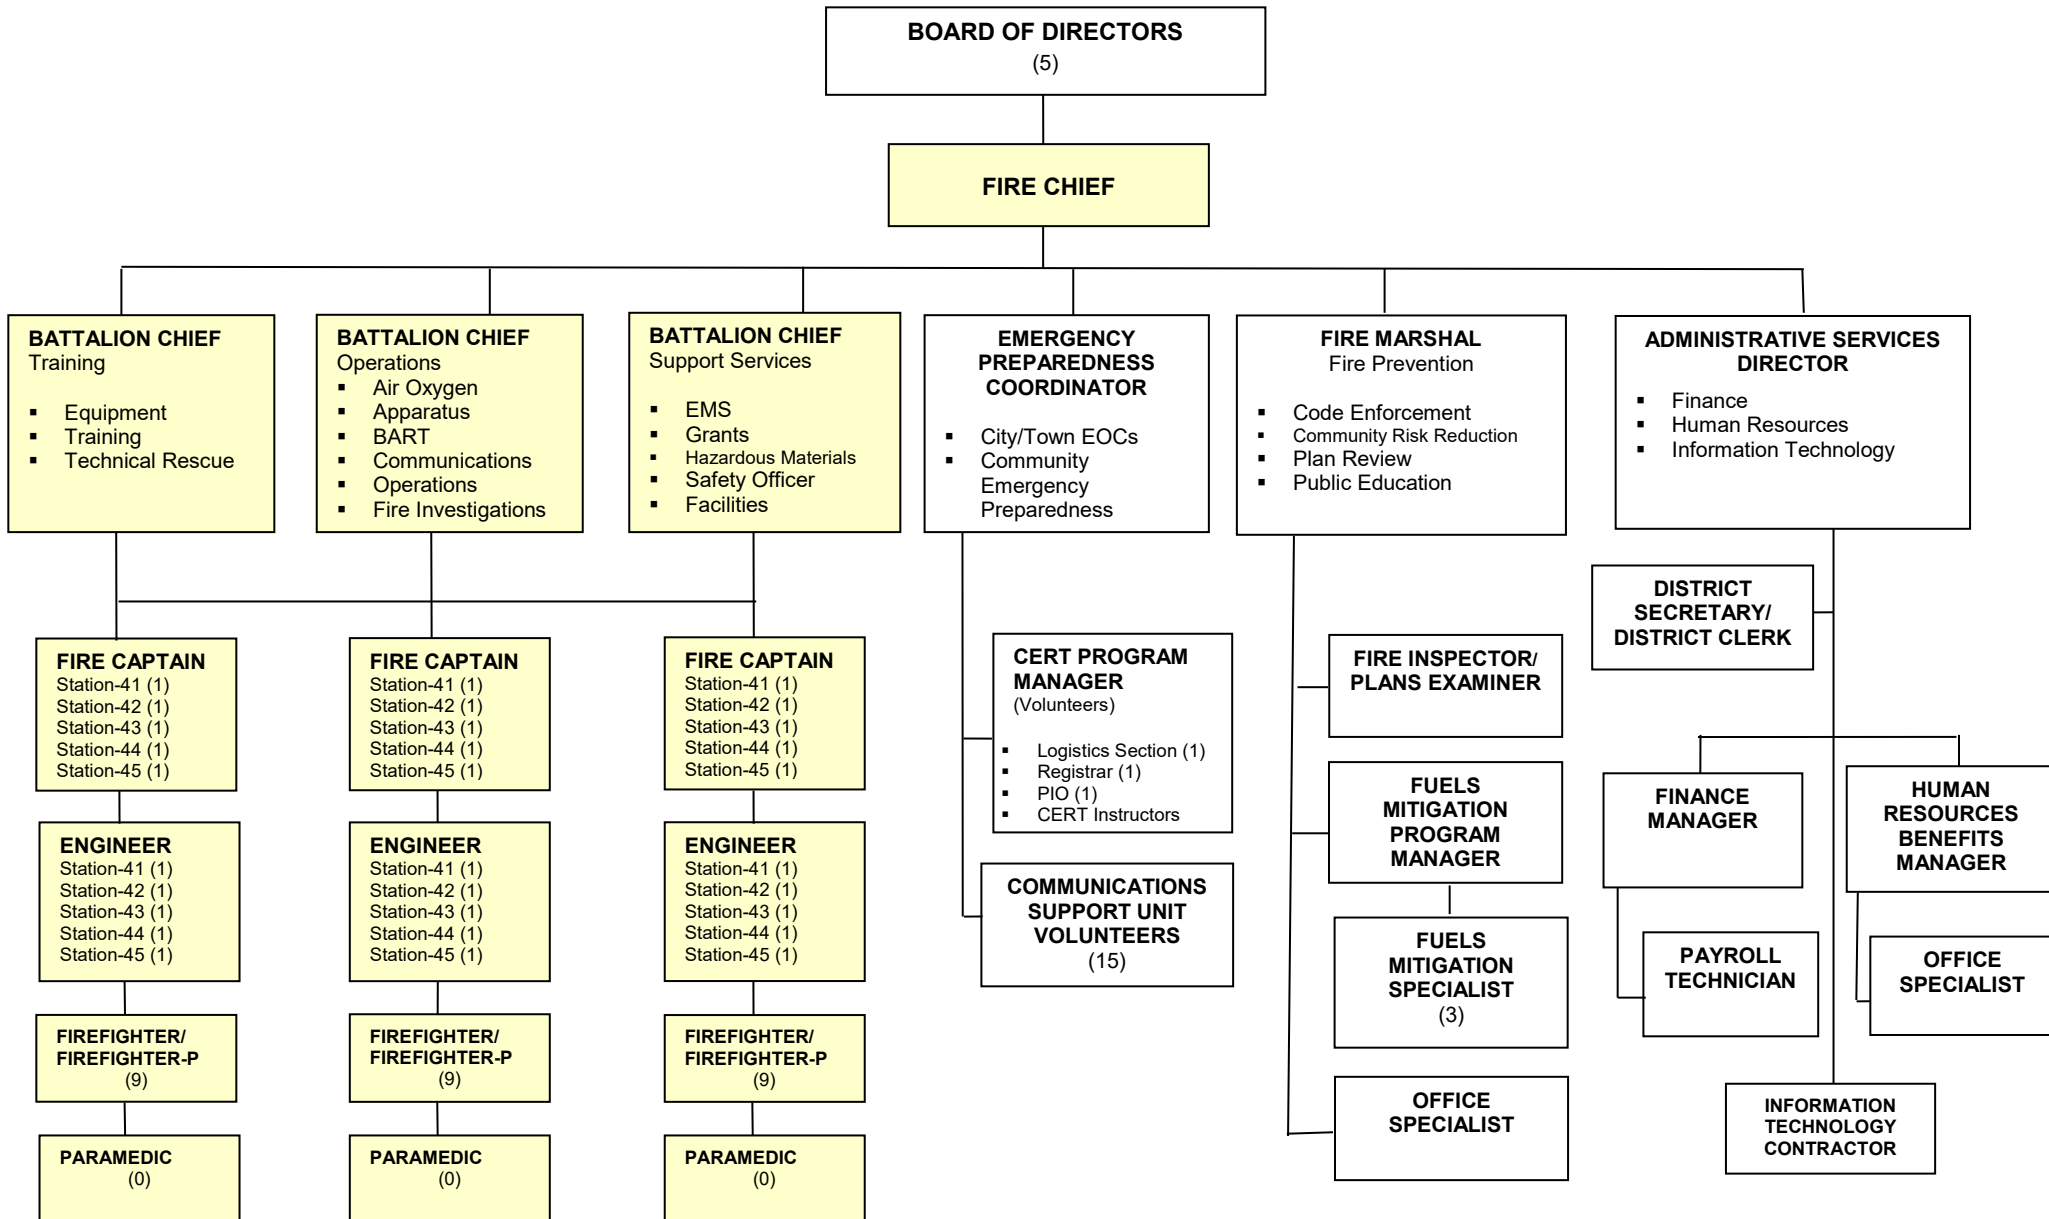 BOARD OF DIRECTORS
(5)
FIRE CHIEF
BATTALION CHIEF
Training
▪ Equipment
▪ Training
▪ Technical Rescue
BATTALION CHIEF
Operations
▪ Air Oxygen
▪ Apparatus
▪ BART
▪ Communications
▪ Operations
▪ Fire Investigations
BATTALION CHIEF
Support Services
▪ EMS
▪ Grants
▪ Hazardous Materials
▪ Safety Officer
▪ Facilities
EMERGENCY
PREPAREDNESS
COORDINATOR
▪ City/Town EOCs
▪ Community
Emergency
Preparedness
FIRE MARSHAL
Fire Prevention
▪ Code Enforcement
▪ Community Risk Reduction
▪ Plan Review
▪ Public Education
ADMINISTRATIVE SERVICES
DIRECTOR
▪ Finance
▪ Human Resources
▪ Information Technology
FIRE CAPTAIN
Station-41 (1)
Station-42 (1)
Station-43 (1)
Station-44 (1)
Station-45 (1)
FIRE CAPTAIN
Station-41 (1)
Station-42 (1)
Station-43 (1)
Station-44 (1)
Station-45 (1)
FIRE CAPTAIN
Station-41 (1)
Station-42 (1)
Station-43 (1)
Station-44 (1)
Station-45 (1)
ENGINEER
Station-41 (1)
Station-42 (1)
Station-43 (1)
Station-44 (1)
Station-45 (1)
ENGINEER
Station-41 (1)
Station-42 (1)
Station-43 (1)
Station-44 (1)
Station-45 (1)
ENGINEER
Station-41 (1)
Station-42 (1)
Station-43 (1)
Station-44 (1)
Station-45 (1)
FIREFIGHTER/
FIREFIGHTER-P
(9)
FIREFIGHTER/
FIREFIGHTER-P
(9)
FIREFIGHTER/
FIREFIGHTER-P
(9)
PARAMEDIC
(0)
PARAMEDIC
(0)
PARAMEDIC
(0)
CERT PROGRAM
MANAGER
(Volunteers)
▪ Logistics Section (1)
▪ Registrar (1)
▪ PIO (1)
▪ CERT Instructors
COMMUNICATIONS
SUPPORT UNIT
VOLUNTEERS
(15)
FIRE INSPECTOR/
PLANS EXAMINER
FUELS
MITIGATION
PROGRAM
MANAGER
FUELS
MITIGATION
SPECIALIST
(3)
OFFICE
SPECIALIST
DISTRICT
SECRETARY/
DISTRICT CLERK
FINANCE
MANAGER
HUMAN
RESOURCES
BENEFITS
MANAGER
PAYROLL
TECHNICIAN
OFFICE
SPECIALIST
INFORMATION
TECHNOLOGY
CONTRACTOR